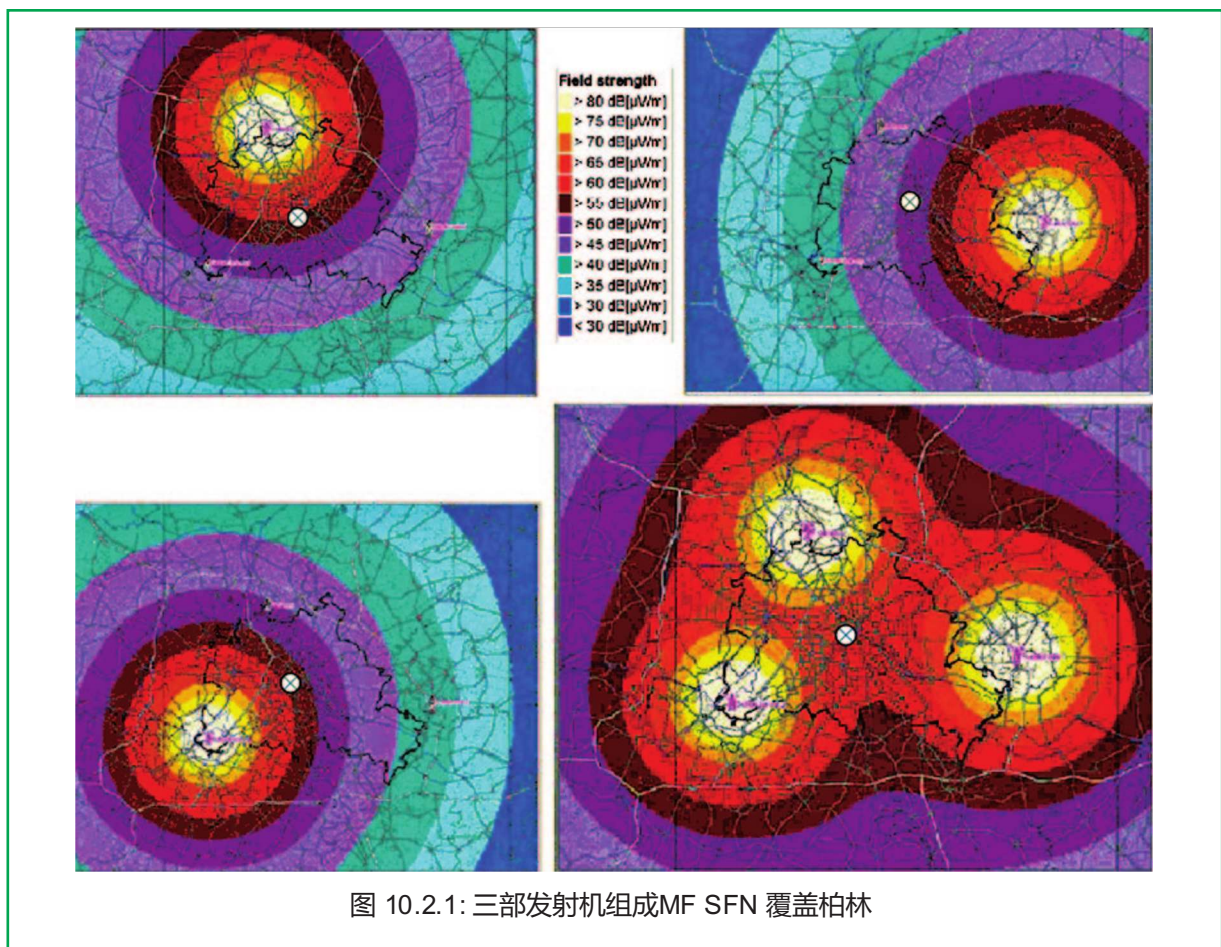 Field strength
> 80 dB[µV/m]
> 75 dB[µV/m]
> 70 dB[µV/m]
> 65 dB[µV/m]
> 60 dB[µV/m]
> 55 dB[µV/m]
> 50 dB[µV/m]
> 45 dB[µV/m]
> 40 dB[µV/m]
> 35 dB[µV/m]
> 30 dB[µV/m]
< 30 dB[µV/m]
图 10.2.1: 三部发射机组成MF SFN 覆盖柏林